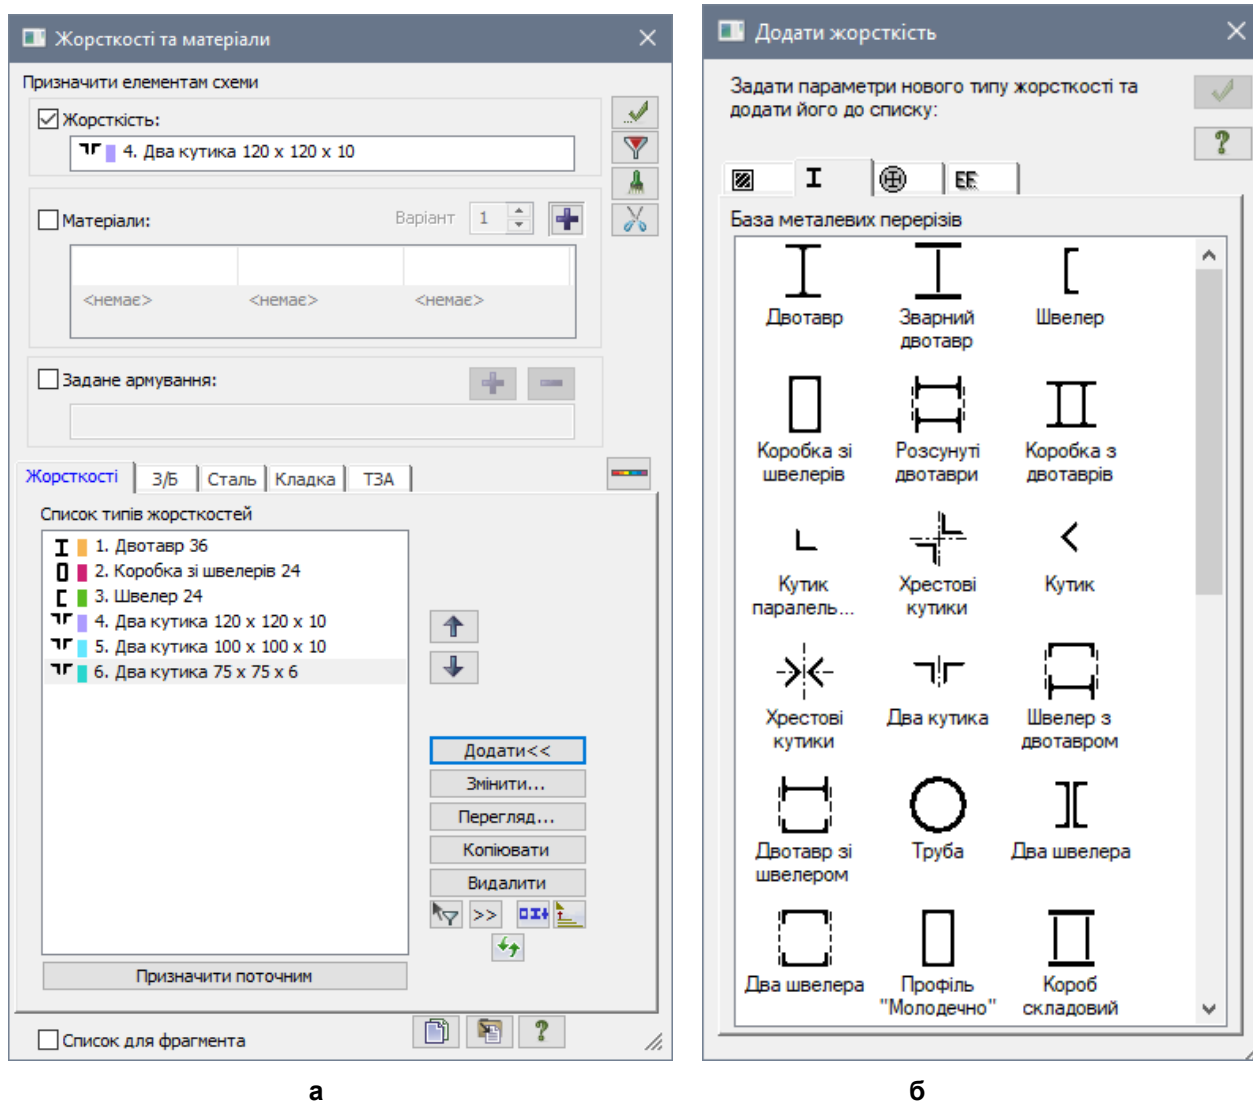 Жорсткості та матеріали
Призначити елементам схеми
Жорсткість:
4. Два кутика 120 x 120 x 10
Матеріали:
Варіант 1
<немає> <немає> <немає>
Задане армування:
Жорсткості З/Б Сталь Кладка ТЗА
Список типів жорсткостей
1. Двотавр 36
2. Коробка зі швелерів 24
3. Швелер 24
4. Два кутика 120 x 120 x 10
5. Два кутика 100 x 100 x 10
6. Два кутика 75 x 75 x 6
Додати<<
Змінити...
Перегляд...
Копіювати
Видалити
>>
Призначити поточним
Список для фрагмента
?
а
Додати жорсткість
Задати параметри нового типу жорсткості та
додати його до списку:
?
База металевих перерізів
Двотавр
Зварний
двотавр
Швелер
Коробка зі
швелерів
Розсунуті
двотаври
Коробка з
двотаврів
Кутик
паралель...
Хрестові
кутики
Кутик
Хрестові
кутики
Два кутика
Швелер з
двотавром
Двотавр зі
швелером
Труба
Два швелера
Два швелера
Профіль
"Молодечно"
Короб
складовий
б